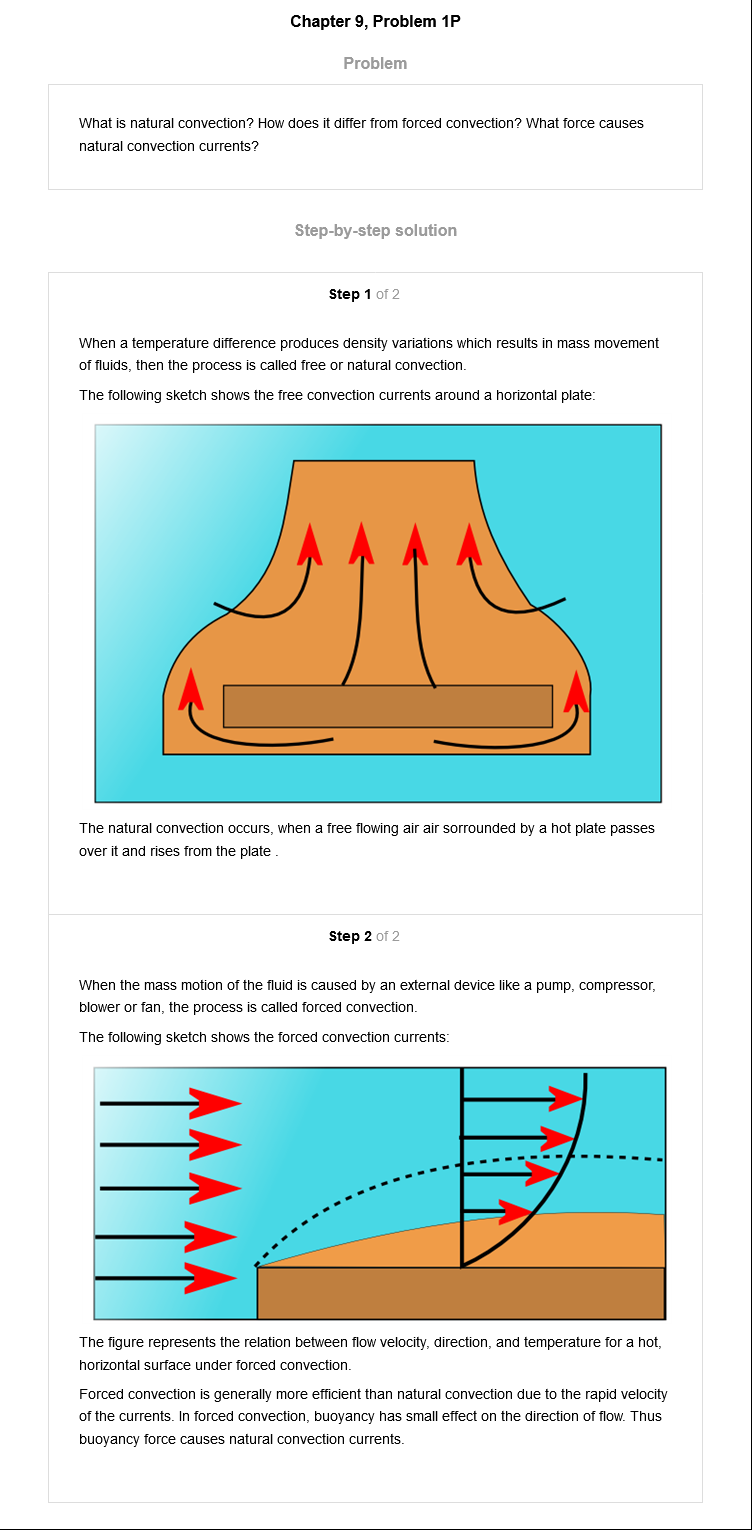 Chapter 9, Problem 1P
Problem
What is natural convection? How does it differ from forced convection? What force causes
natural convection currents?
Step-by-step solution
Step 1 of 2
When a temperature difference produces density variations which results in mass movement
of fluids, then the process is called free or natural convection.
The following sketch shows the free convection currents around a horizontal plate:
The natural convection occurs, when a free flowing air air sorrounded by a hot plate passes
over it and rises from the plate .
Step 2 of 2
When the mass motion of the fluid is caused by an external device like a pump, compressor,
blower or fan, the process is called forced convection.
The following sketch shows the forced convection currents:
The figure represents the relation between flow velocity, direction, and temperature for a hot,
horizontal surface under forced convection.
Forced convection is generally more efficient than natural convection due to the rapid velocity
of the currents. In forced convection, buoyancy has small effect on the direction of flow. Thus
buoyancy force causes natural convection currents.